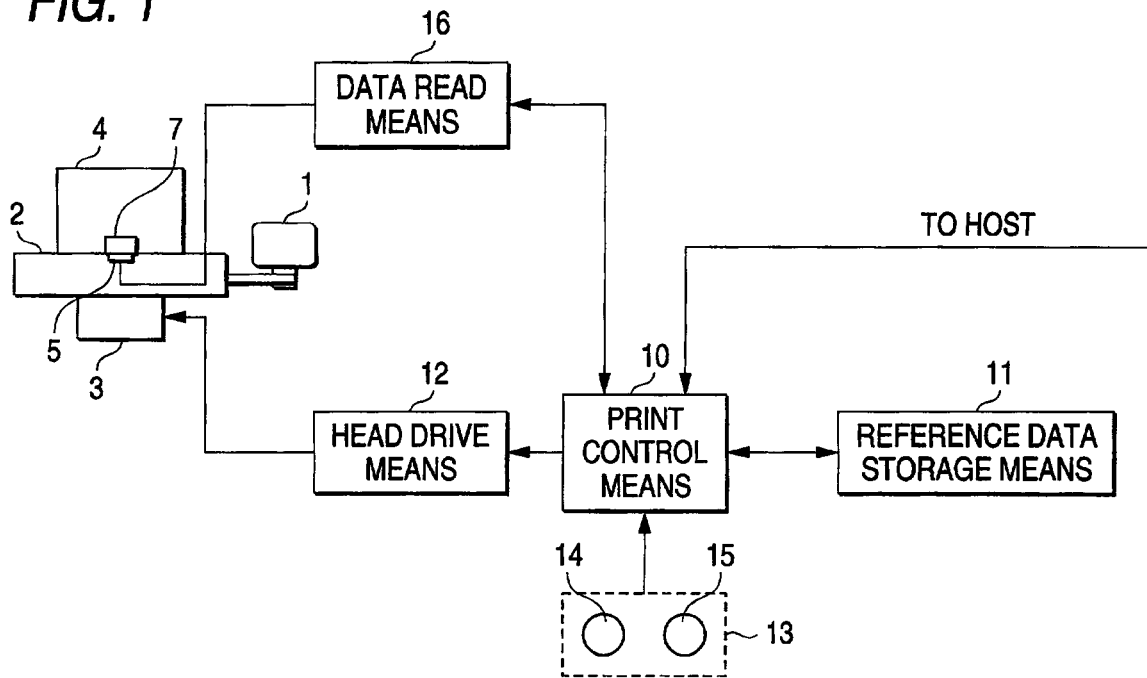 FIG. 1
16
DATA READ
MEANS
4
7
1
2
TO HOST
5
3
12
HEAD DRIVE
MEANS
10
PRINT
CONTROL
MEANS
11
REFERENCE DATA
STORAGE MEANS
14
15
13